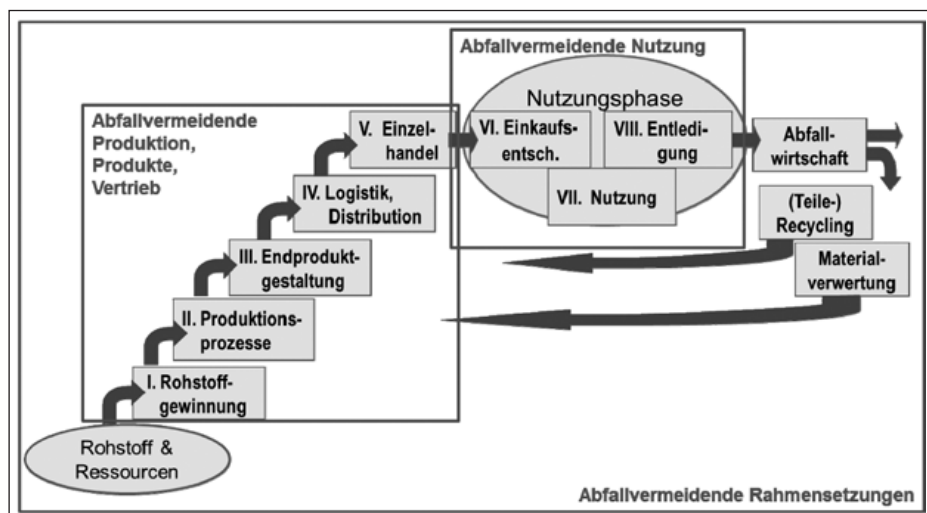 Abfallvermeidende Nutzung
Nutzungsphase
Abfallvermeidende
Produktion,
Produkte,
Vertrieb
V. Einzel-
handel
VI. Einkaufs-
entsch.
VIII. Entledi-
gung
Abfall-
wirtschaft
IV. Logistik,
Distribution
VII. Nutzung
(Teile-)
Recycling
III. Endprodukt-
gestaltung
Material-
verwertung
II. Produktions-
prozesse
I. Rohstoff-
gewinnung
Rohstoff &
Ressourcen
Abfallvermeidende Rahmensetzungen